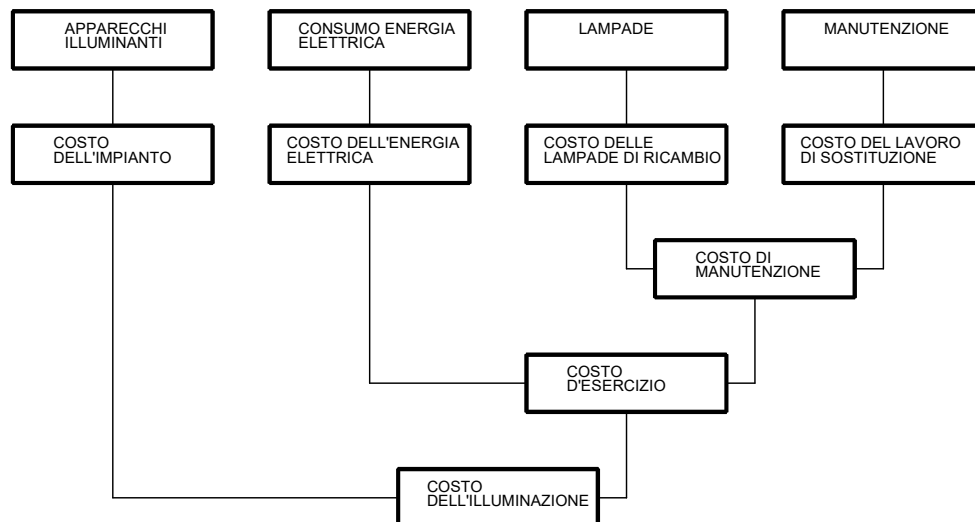 APPARECCHI
ILLUMINANTI
CONSUMO ENERGIA
ELETTRICA
LAMPADE
MANUTENZIONE
COSTO
DELL'IMPIANTO
COSTO DELL'ENERGIA
ELETTRICA
COSTO DELLE
LAMPADE DI RICAMBIO
COSTO DEL LAVORO
DI SOSTITUZIONE
COSTO DI
MANUTENZIONE
COSTO
D'ESERCIZIO
COSTO
DELL'ILLUMINAZIONE